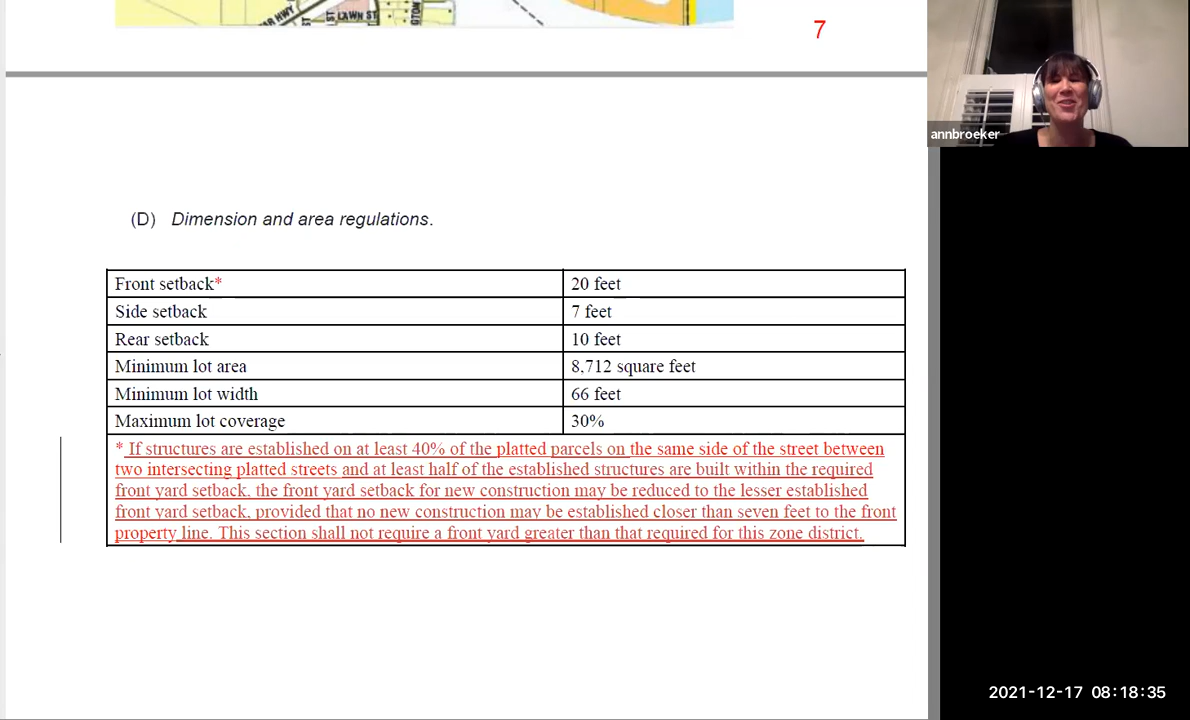 LAWN ST
7
annbroeker
(D) Dimension and area regulations.
Front setback* 20 feet
Side setback 7 feet
Rear setback 10 feet
Minimum lot area 8,712 square feet
Minimum lot width 66 feet
Maximum lot coverage 30%
* If structures are established on at least 40% of the platted parcels on the same side of the street between
two intersecting platted streets and at least half of the established structures are built within the required
front yard setback, the front yard setback for new construction may be reduced to the lesser established
front yard setback, provided that no new construction may be established closer than seven feet to the front
property line. This section shall not require a front yard greater than that required for this zone district.
2021-12-17 08:18:35